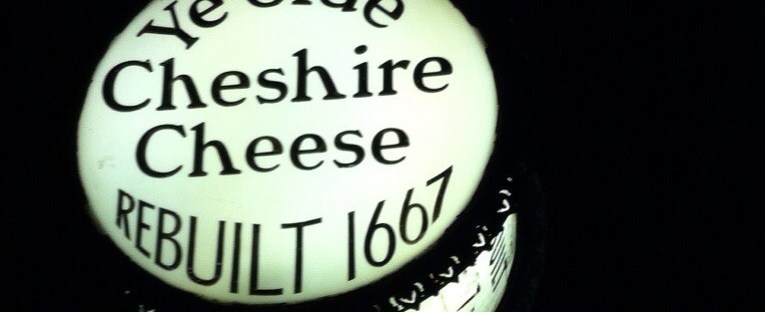 Ye Olde
Cheshire
Cheese
REBUILT 1667